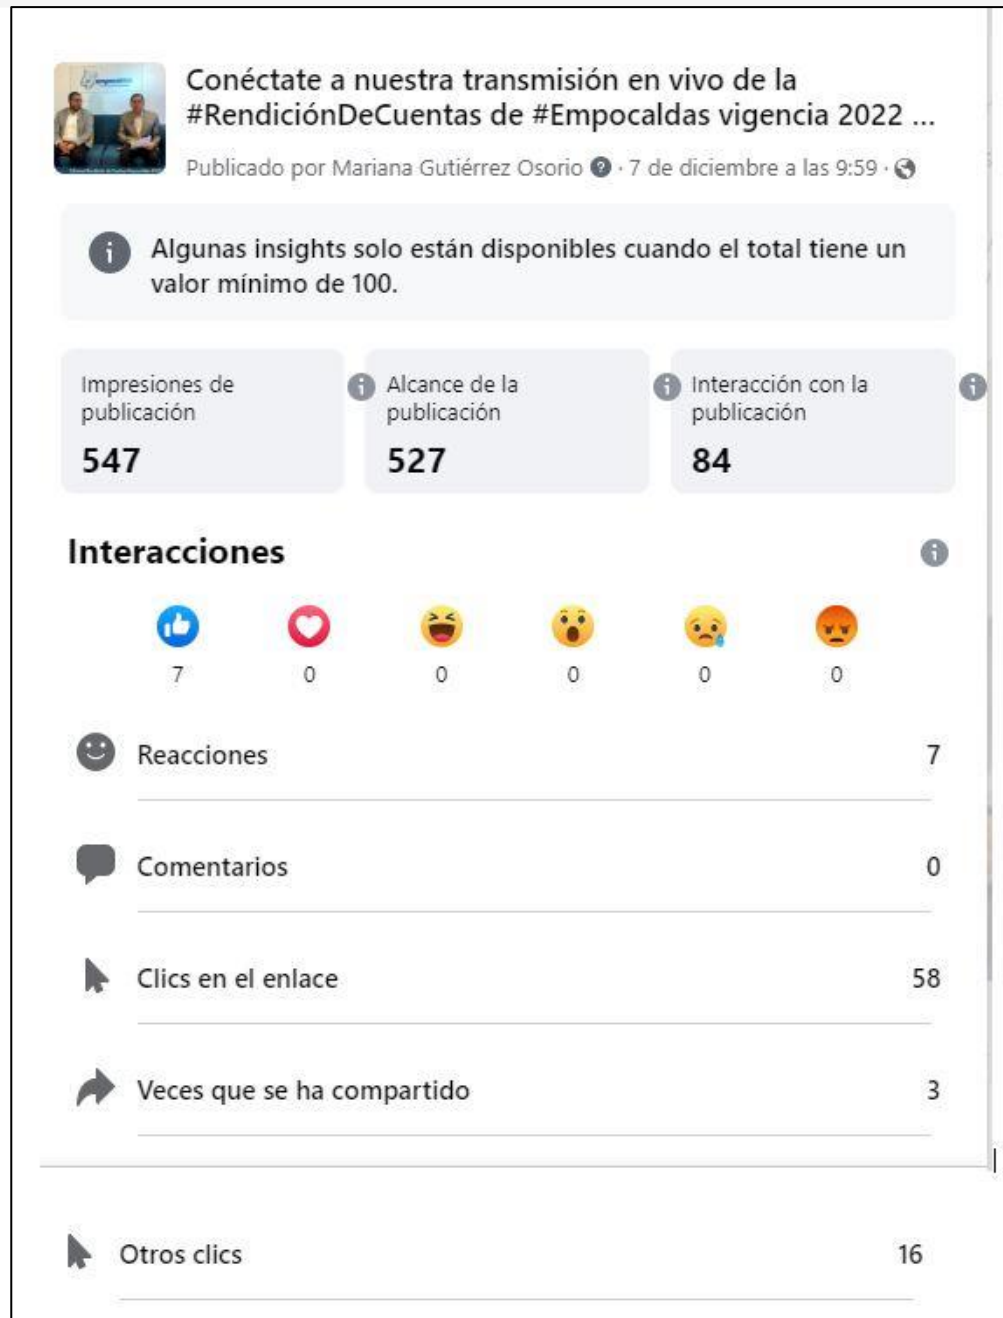 Conéctate a nuestra transmisión en vivo de la
#RendiciónDeCuentas de #Empocaldas vigencia 2022 ...
Publicado por Mariana Gutiérrez Osorio · 7 de diciembre a las 9:59 ·
Algunas insights solo están disponibles cuando el total tiene un
valor mínimo de 100.
Impresiones de
publicación
547
Alcance de la
publicación
527
Interacción con la
publicación
84
Interacciones
7 0 0 0 0 0
Reacciones 7
Comentarios 0
Clics en el enlace 58
Veces que se ha compartido 3
Otros clics 16